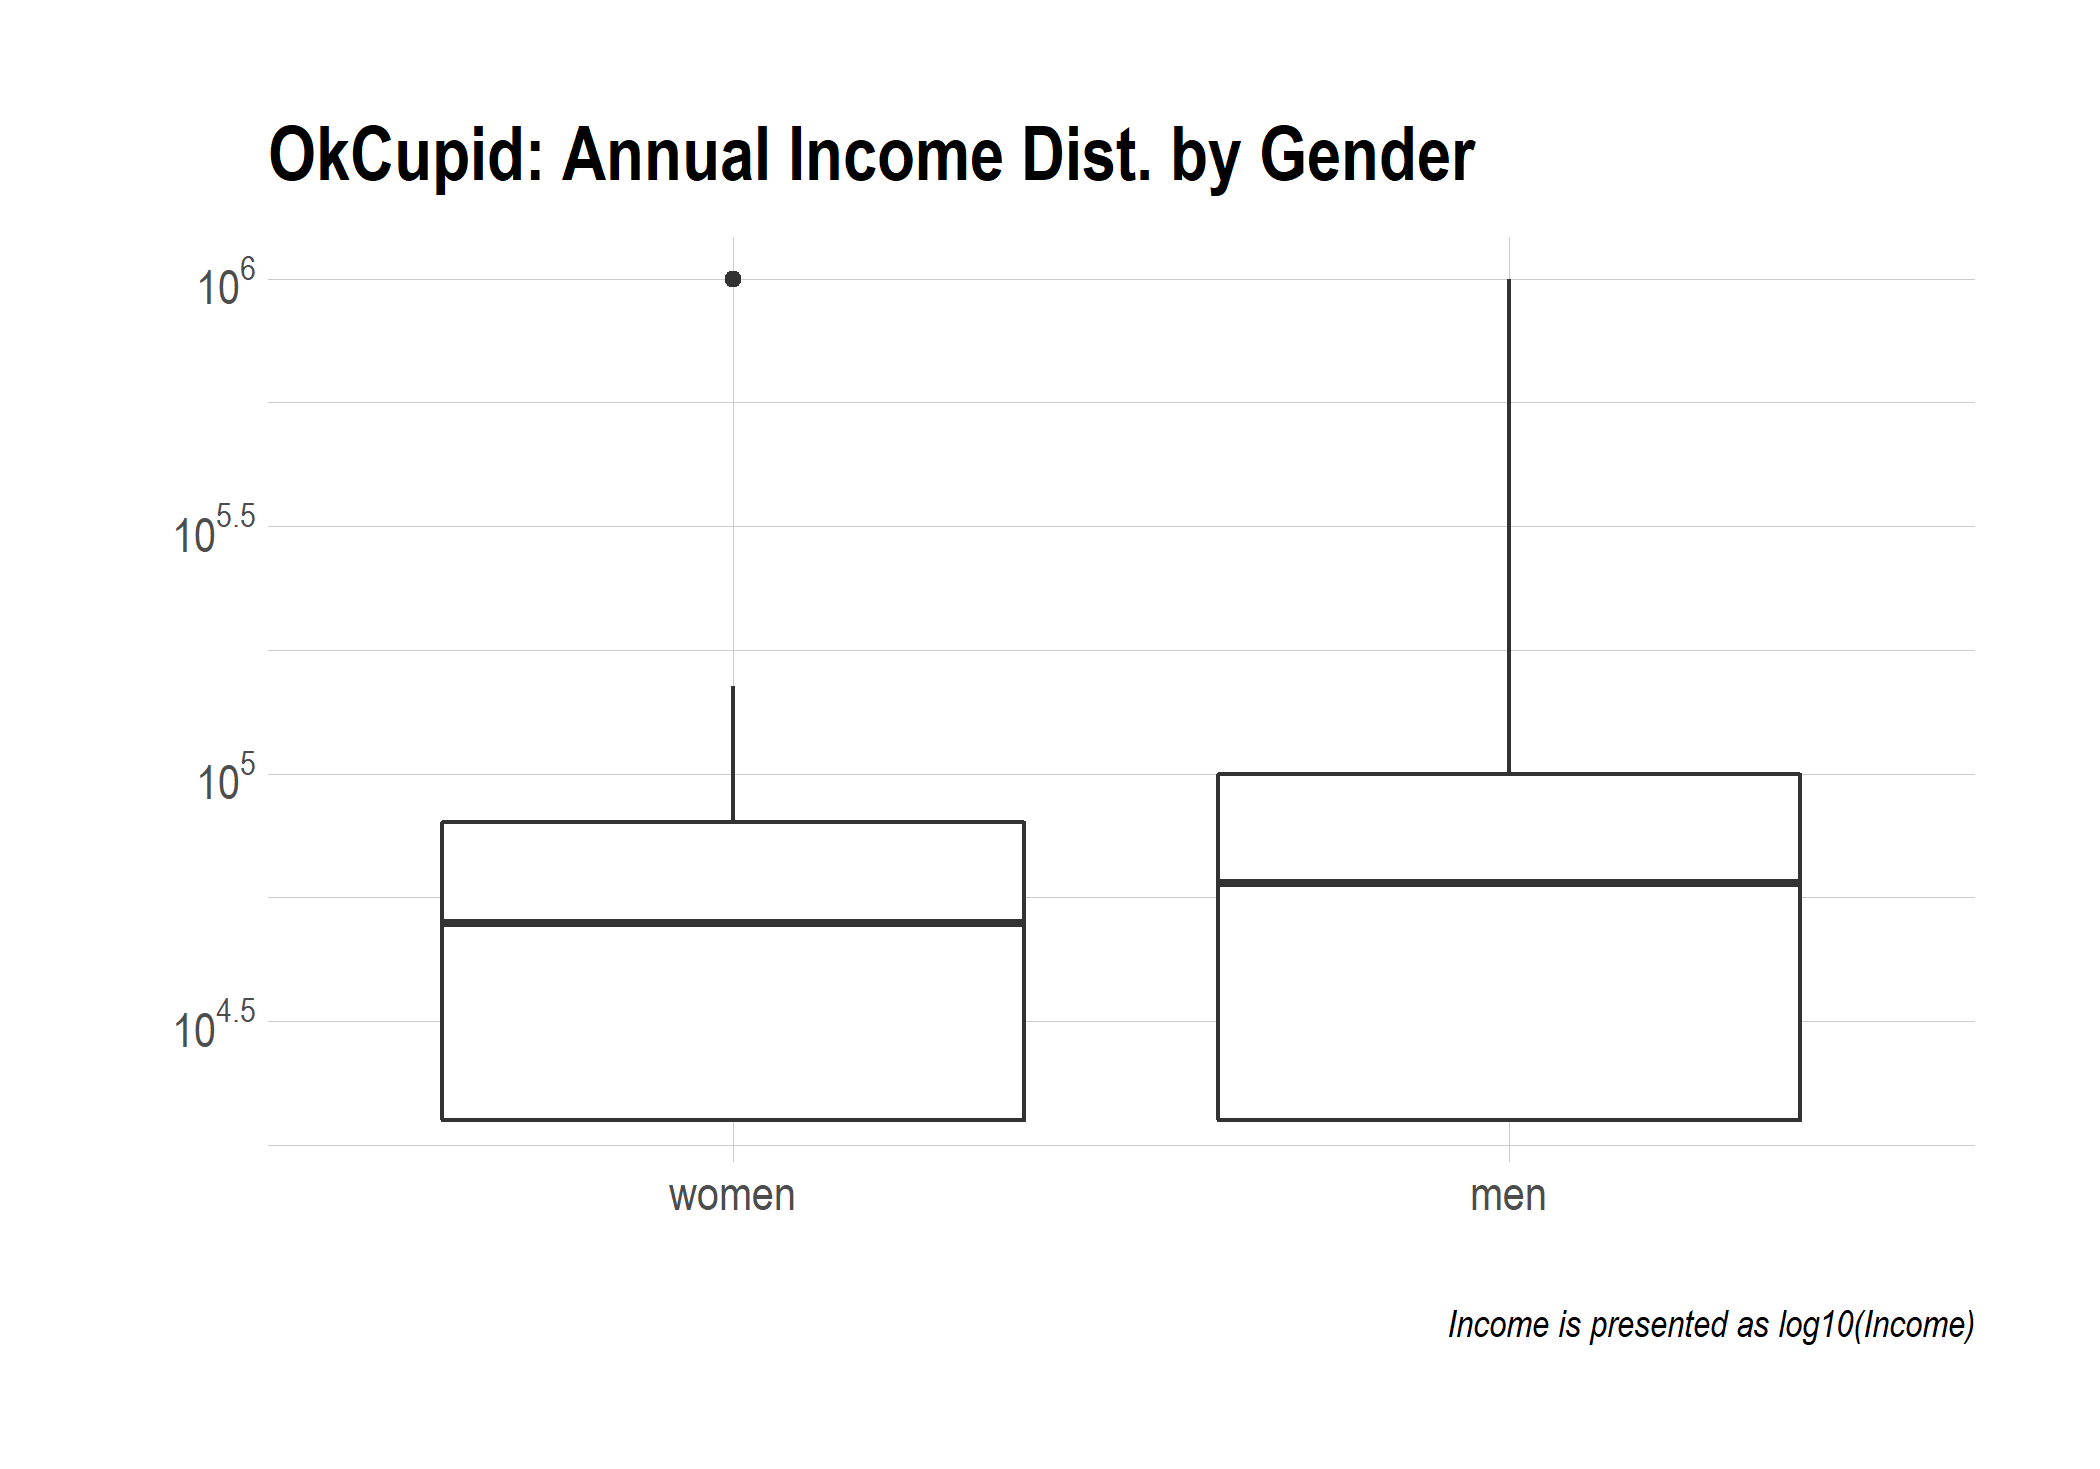 OkCupid: Annual Income Dist. by Gender
10^6
10^5.5
10^5
10^4.5
women men
Income is presented as log10(Income)